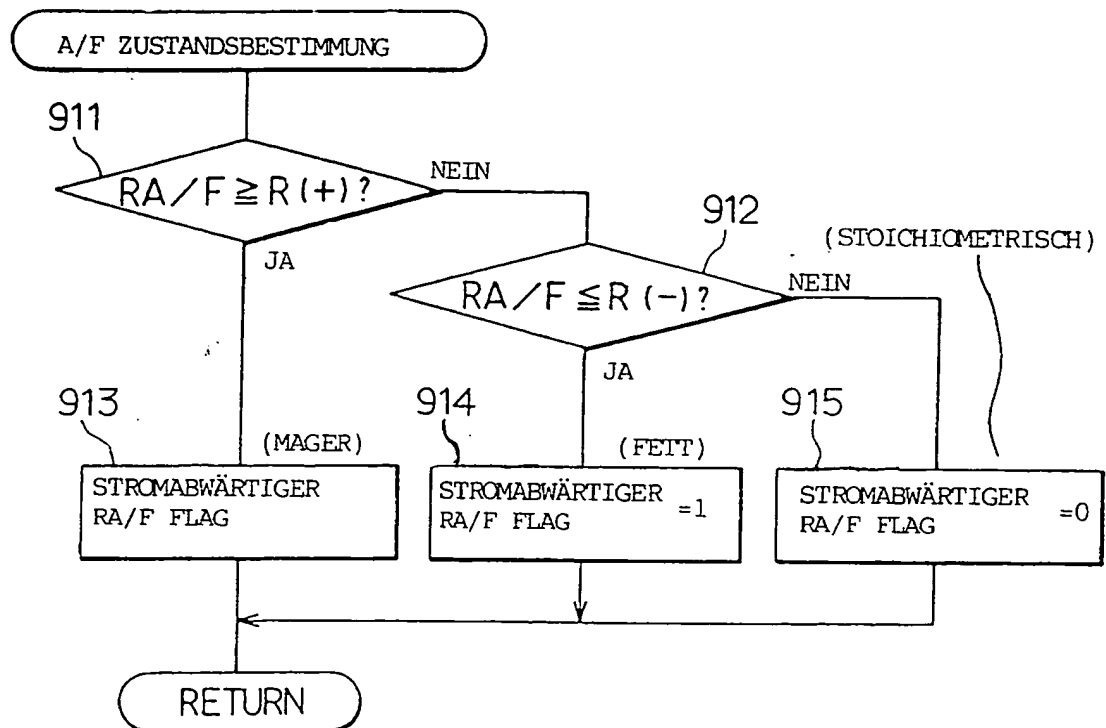 A/F ZUSTANDSBESTIMMUNG
911
RA/F ≧ R (+) ?
NEIN
JA
912
(STOICHIOMETRISCH)
RA/F ≦ R (-) ?
NEIN
JA
913
(MAGER)
STROMABWÄRTIGER
RA/F FLAG
914
(FETT)
STROMABWÄRTIGER =1
RA/F FLAG
915
STROMABWÄRTIGER =0
RA/F FLAG
RETURN